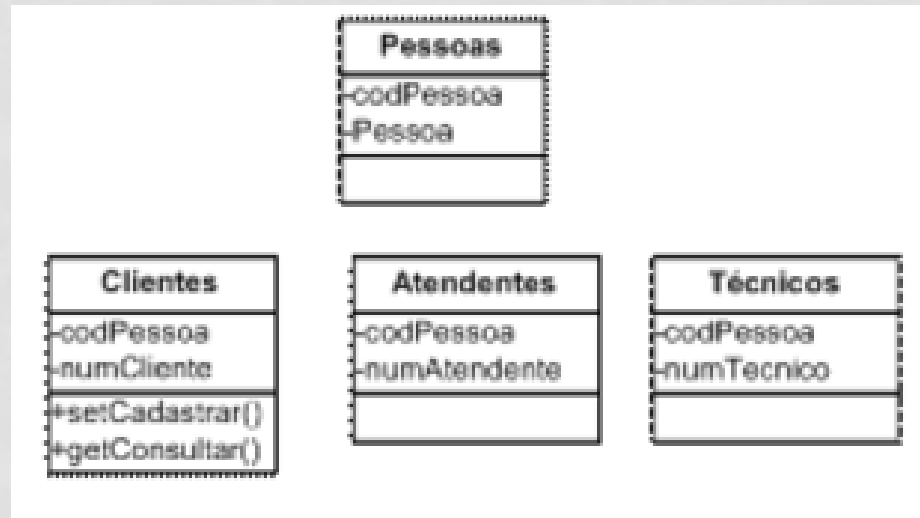 Pessoas
-codPessoa
-Pessoa
Clientes
-codPessoa
-numCliente
+setCadastrar()
+getConsultar()
Atendentes
-codPessoa
-numAtendente
Técnicos
-codPessoa
-numTecnico